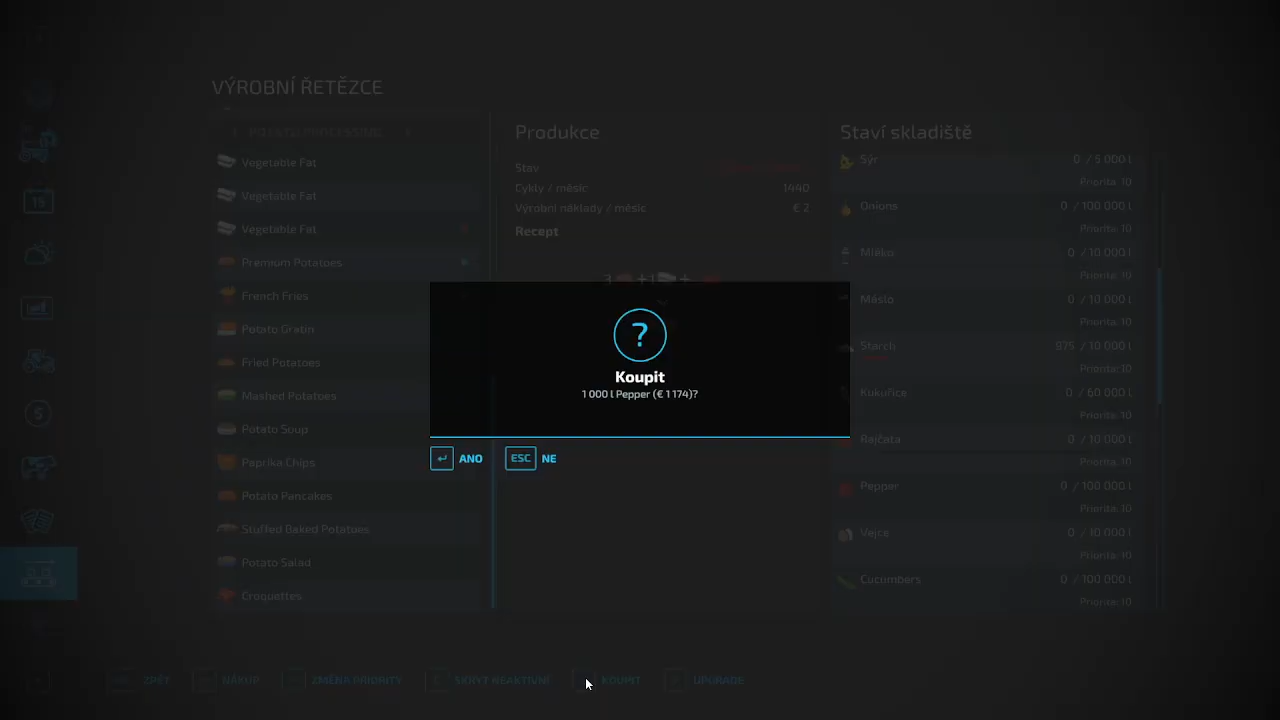 VÝROBNÍ ŘETĚZCE
POTATO PROCESSING
Vegetable Fat
Vegetable Fat
Vegetable Fat
Premium Potatoes
French Fries
Potato Gratin
Fried Potatoes
Mashed Potatoes
Potato Soup
Paprika Chips
Potato Pancakes
Stuffed Baked Potatoes
Potato Salad
Croquettes
Produkce
Stav
Cykly / měsíc 1440
Výrobní náklady / měsíc € 2
Recept
3 +1 +
Staví skladiště
Sýr 0 / 5 000 l
Priorita: 10
Onions 0 / 100 000 l
Priorita: 10
Mléko 0 / 10 000 l
Priorita: 10
Máslo 0 / 10 000 l
Priorita: 10
Starch 975 / 10 000 l
Priorita: 10
Kukuřice 0 / 60 000 l
Priorita: 10
Rajčata 0 / 10 000 l
Priorita: 10
Pepper 0 / 100 000 l
Priorita: 10
Vejce 0 / 10 000 l
Priorita: 10
Cucumbers 0 / 100 000 l
Priorita: 10
?
Koupit
1 000 l Pepper (€ 1 174)?
↵ ANO ESC NE
15
$
ZPĚT NÁKUP ZMĚNA PRIORITY SKRÝT NEAKTIVNÍ KOUPIT UPGRADE